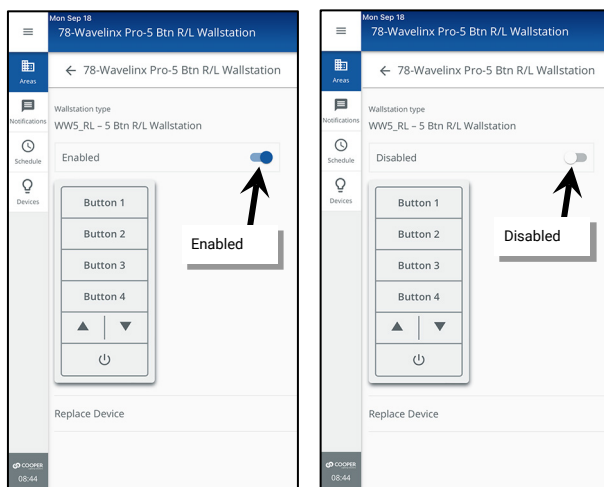 Mon Sep 18
78-Wavelinx Pro-5 Btn R/L Wallstation
Areas
← 78-Wavelinx Pro-5 Btn R/L Wallstation
Notifications
Wallstation type
WW5_RL – 5 Btn R/L Wallstation
Schedule
Enabled
Devices
Button 1
Button 2
Button 3
Button 4
Enabled
Replace Device
COOPER
08:44
Mon Sep 18
78-Wavelinx Pro-5 Btn R/L Wallstation
Areas
← 78-Wavelinx Pro-5 Btn R/L Wallstation
Notifications
Wallstation type
WW5_RL – 5 Btn R/L Wallstation
Schedule
Disabled
Devices
Button 1
Button 2
Button 3
Button 4
Disabled
Replace Device
COOPER
08:44